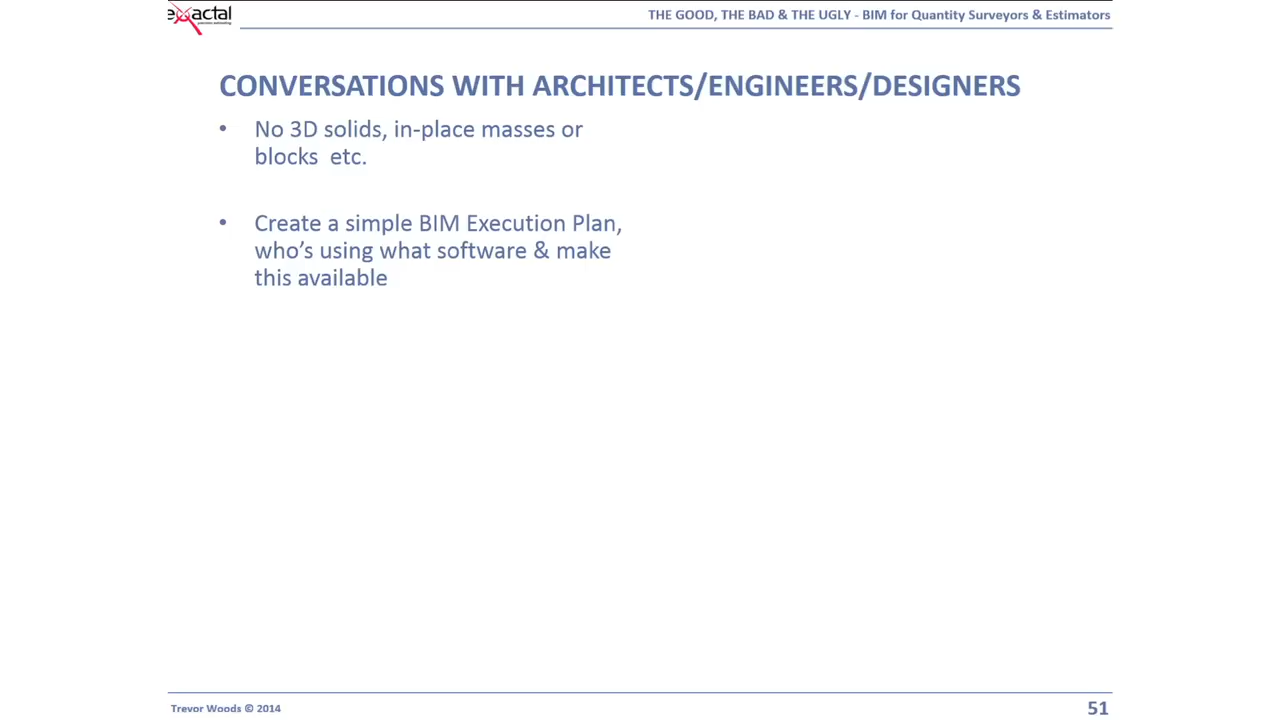 exactal
THE GOOD, THE BAD & THE UGLY - BIM for Quantity Surveyors & Estimators
CONVERSATIONS WITH ARCHITECTS/ENGINEERS/DESIGNERS
• No 3D solids, in-place masses or
blocks etc.
• Create a simple BIM Execution Plan,
who’s using what software & make
this available
Trevor Woods © 2014
51